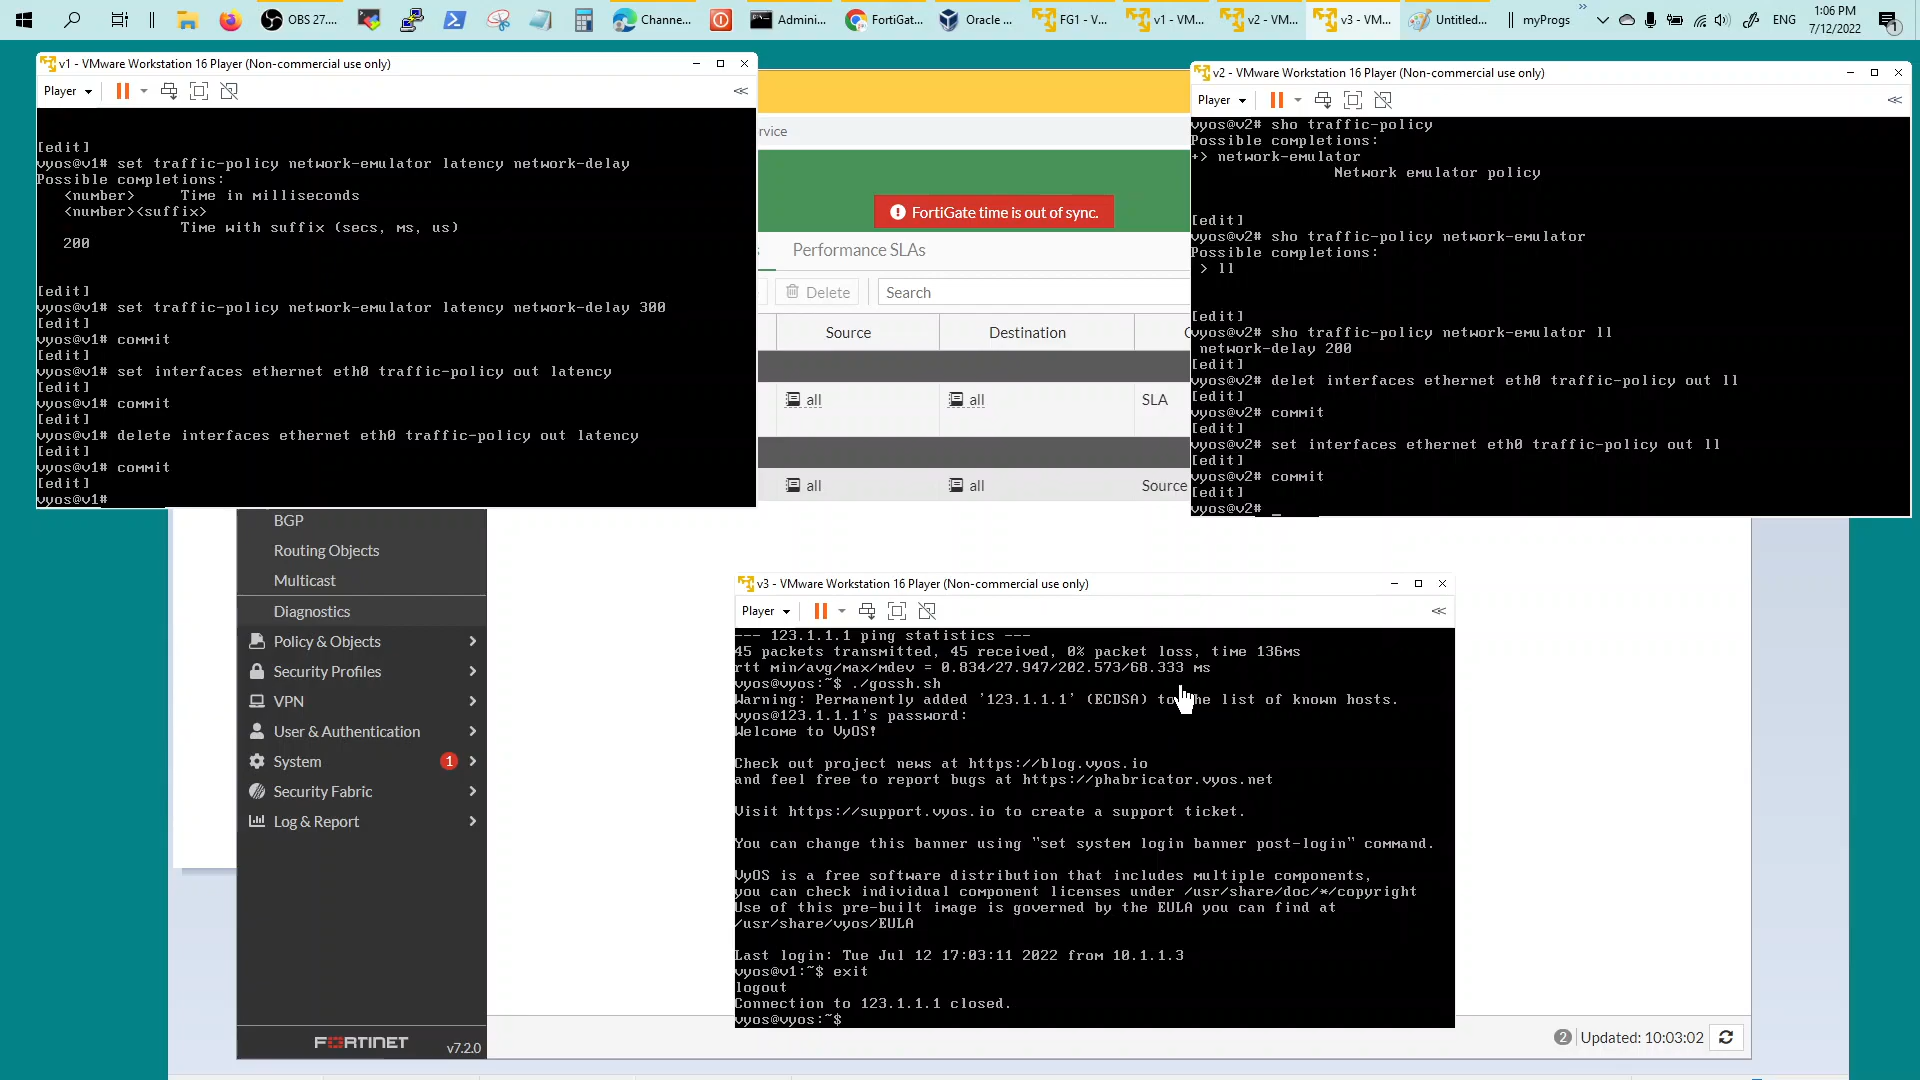 OBS 27....
Channe...
Admini...
FortiGat...
Oracle ...
FG1 - V...
v1 - VM...
v2 - VM...
v3 - VM...
Untitled...
myProgs
ENG
1:06 PM
7/12/2022
1
v1 - VMware Workstation 16 Player (Non-commercial use only)
Player
[edit]
vyos@v1# set traffic-policy network-emulator latency network-delay
Possible completions:
<number> Time in milliseconds
<number><suffix>
Time with suffix (secs, ms, us)
200
[edit]
vyos@v1# set traffic-policy network-emulator latency network-delay 300
[edit]
vyos@v1# commit
[edit]
vyos@v1# set interfaces ethernet eth0 traffic-policy out latency
[edit]
vyos@v1# commit
[edit]
vyos@v1# delete interfaces ethernet eth0 traffic-policy out latency
[edit]
vyos@v1# commit
[edit]
vyos@v1#
rvice
FortiGate time is out of sync.
Performance SLAs
Delete
Search
Source Destination
all all SLA
all all Source
v2 - VMware Workstation 16 Player (Non-commercial use only)
Player
vyos@v2# sho traffic-policy
Possible completions:
+> network-emulator
Network emulator policy
[edit]
vyos@v2# sho traffic-policy network-emulator
Possible completions:
> ll
[edit]
vyos@v2# sho traffic-policy network-emulator ll
network-delay 200
[edit]
vyos@v2# delet interfaces ethernet eth0 traffic-policy out ll
[edit]
vyos@v2# commit
[edit]
vyos@v2# set interfaces ethernet eth0 traffic-policy out ll
[edit]
vyos@v2# commit
[edit]
vyos@v2# _
BGP
Routing Objects
Multicast
Diagnostics
Policy & Objects
Security Profiles
VPN
User & Authentication
System 1
Security Fabric
Log & Report
FORTINET v7.2.0
v3 - VMware Workstation 16 Player (Non-commercial use only)
Player
--- 123.1.1.1 ping statistics ---
45 packets transmitted, 45 received, 0% packet loss, time 136ms
rtt min/avg/max/mdev = 0.834/27.947/202.573/68.333 ms
vyos@vyos:~$ ./gossh.sh
Warning: Permanently added '123.1.1.1' (ECDSA) to the list of known hosts.
vyos@123.1.1.1's password:
Welcome to VyOS!
Check out project news at https://blog.vyos.io
and feel free to report bugs at https://phabricator.vyos.net
Visit https://support.vyos.io to create a support ticket.
You can change this banner using "set system login banner post-login" command.
VyOS is a free software distribution that includes multiple components,
you can check individual component licenses under /usr/share/doc/*/copyright
Use of this pre-built image is governed by the EULA you can find at
/usr/share/vyos/EULA
Last login: Tue Jul 12 17:03:11 2022 from 10.1.1.3
vyos@v1:~$ exit
logout
Connection to 123.1.1.1 closed.
vyos@vyos:~$
2 Updated: 10:03:02